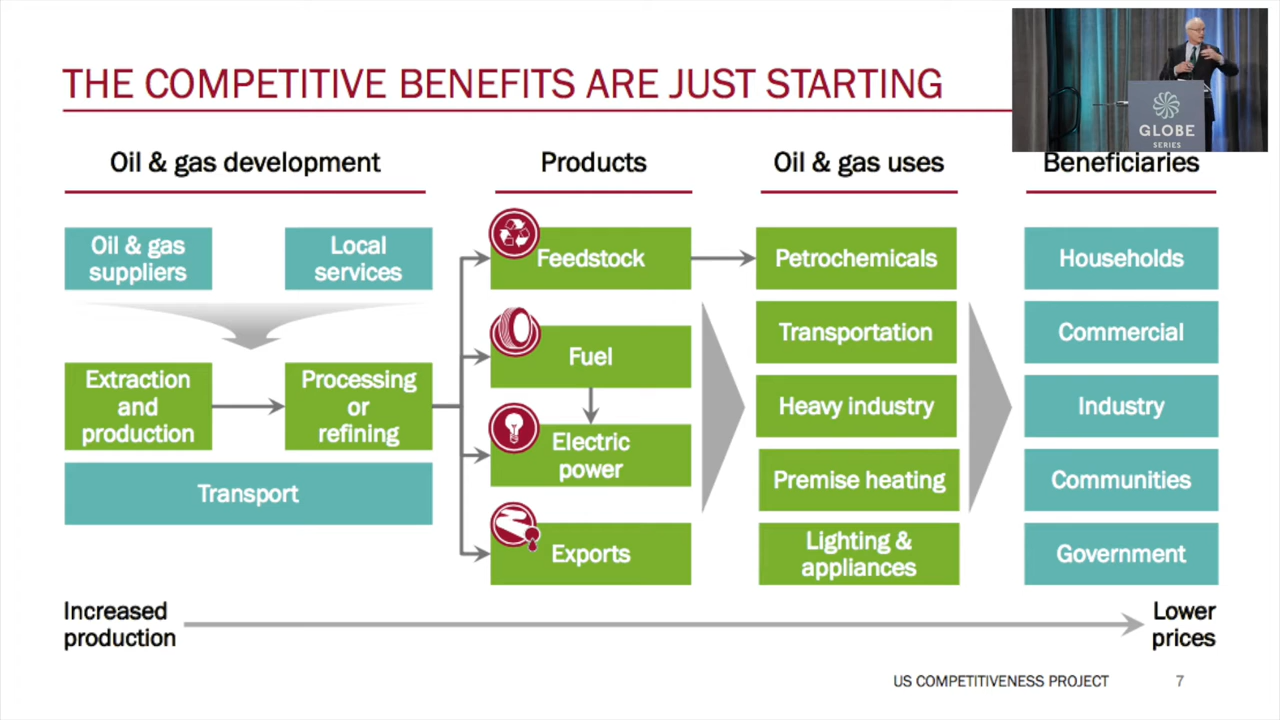 THE COMPETITIVE BENEFITS ARE JUST STARTING
GLOBE
SERIES
Oil & gas development
Products
Oil & gas uses
Beneficiaries
Oil & gas
suppliers
Local
services
Extraction
and
production
Processing
or
refining
Transport
Feedstock
Fuel
Electric
power
Exports
Petrochemicals
Transportation
Heavy industry
Premise heating
Lighting &
appliances
Households
Commercial
Industry
Communities
Government
Increased
production
Lower
prices
US COMPETITIVENESS PROJECT
7